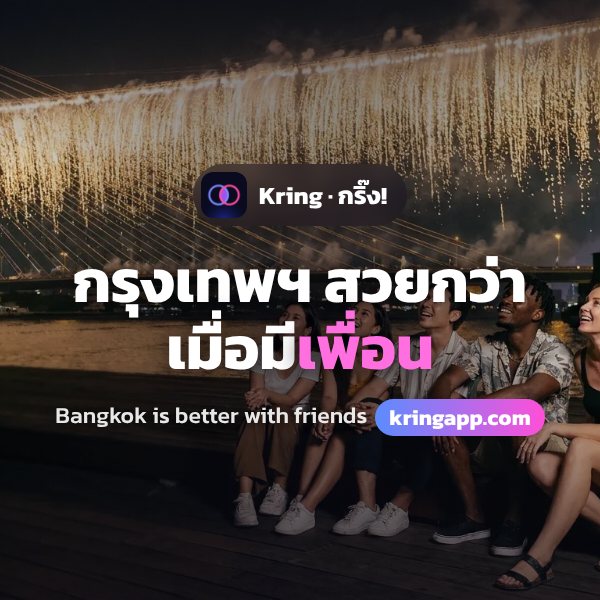 Kring · กริ๊ง!
กรุงเทพฯ สวยกว่า
เมื่อมีเพื่อน
Bangkok is better with friends kringapp.com